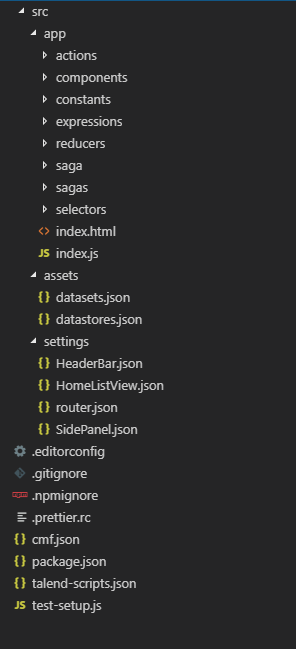 src
app
actions
components
constants
expressions
reducers
saga
sagas
selectors
<> index.html
JS index.js
assets
{} datasets.json
{} datastores.json
settings
{} HeaderBar.json
{} HomeListView.json
{} router.json
{} SidePanel.json
.editorconfig
.gitignore
npm .npmignore
.prettier.rc
{} cmf.json
{} package.json
{} talend-scripts.json
JS test-setup.js